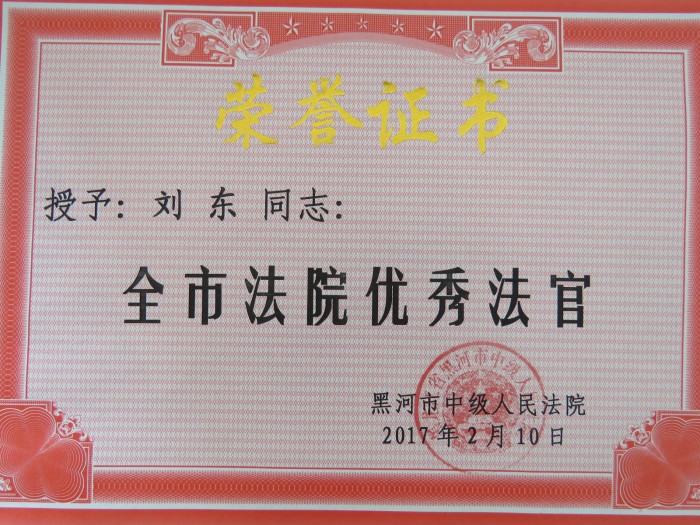 荣誉证书
授予：刘 东 同志：
全市法院优秀法官
黑河市中级人民法院
2017年2月10日